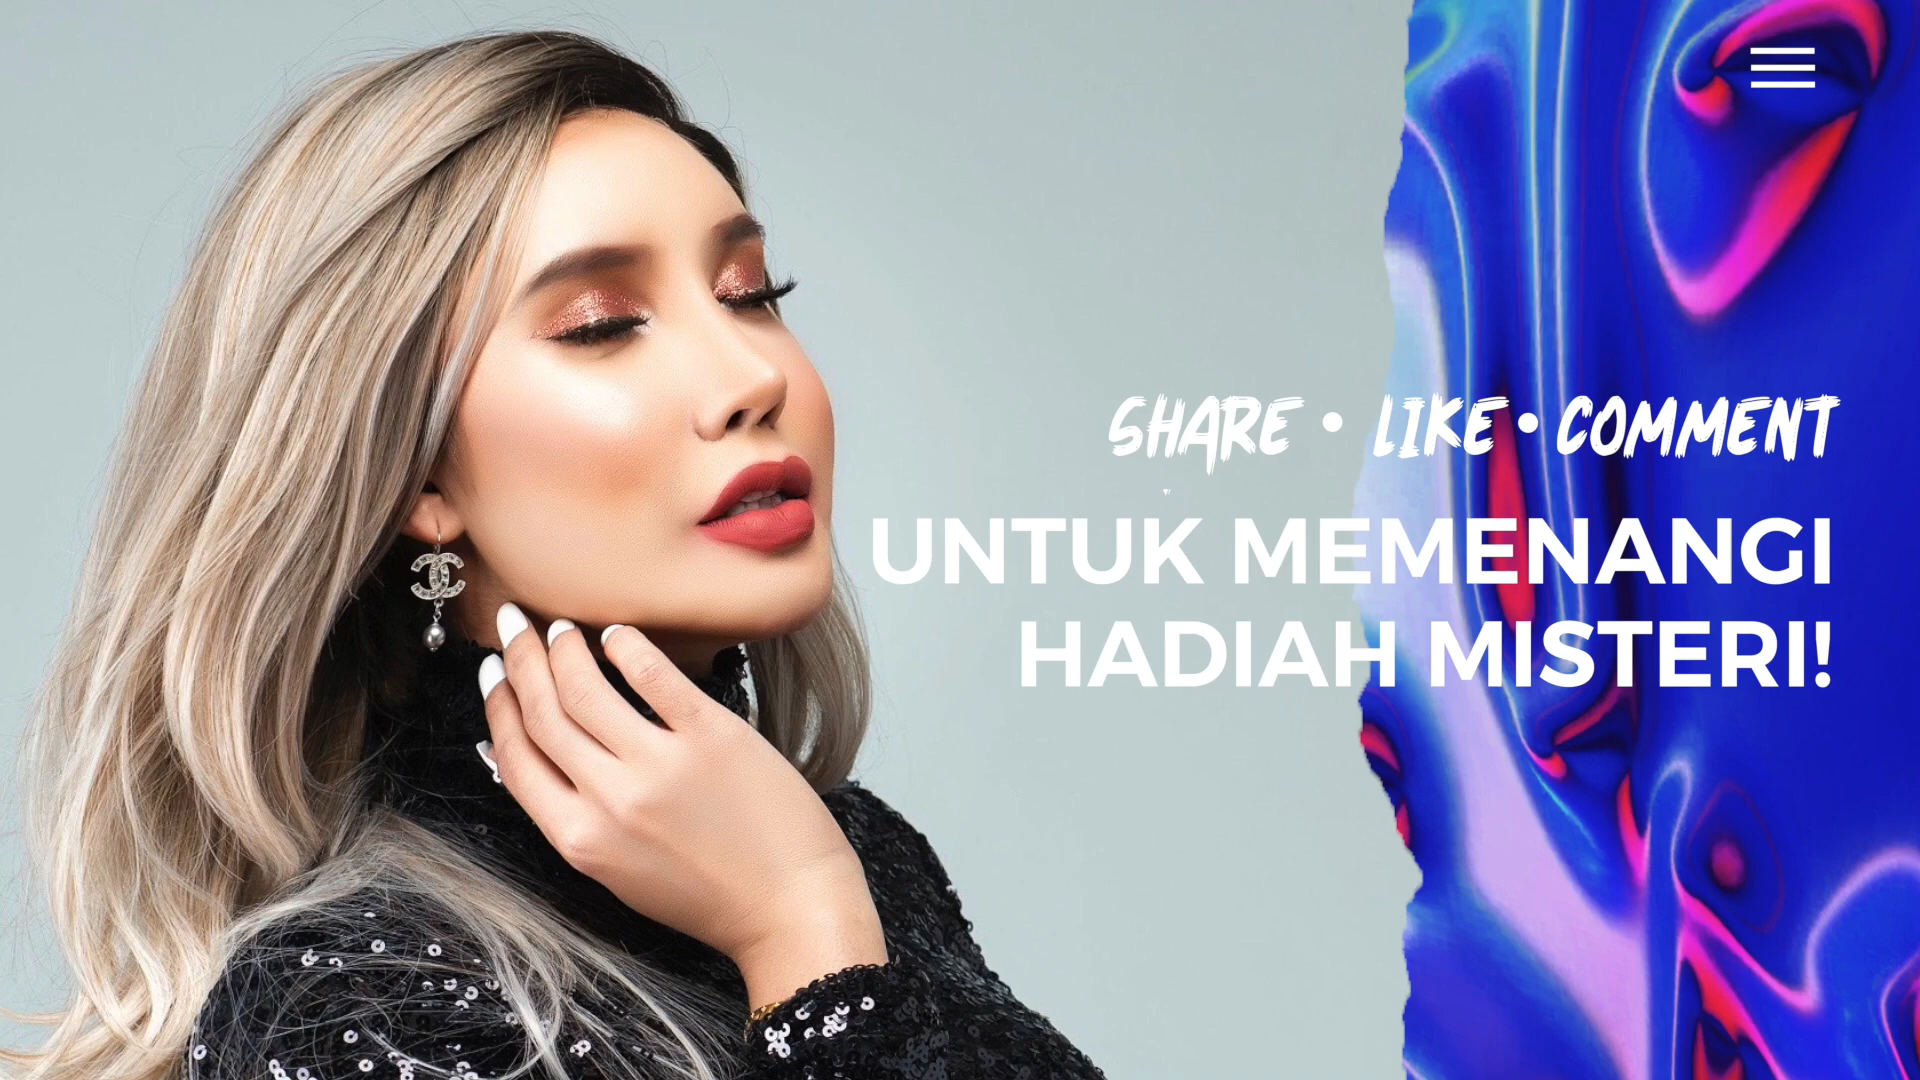 SHARE • LIKE • COMMENT
UNTUK MEMENANGI
HADIAH MISTERI!